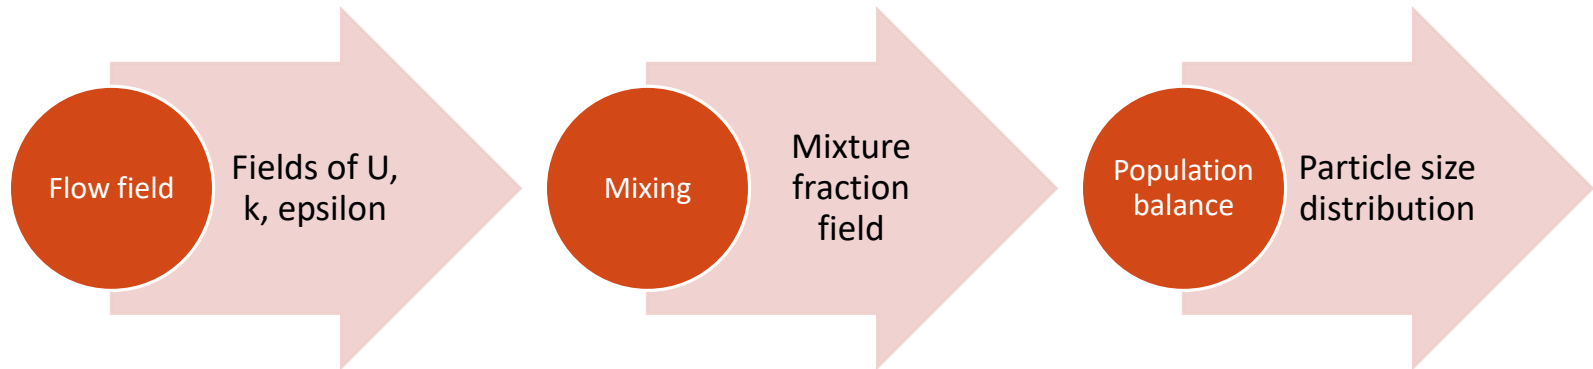 Flow field
Fields of U,
k, epsilon
Mixing
Mixture
fraction
field
Population
balance
Particle size
distribution